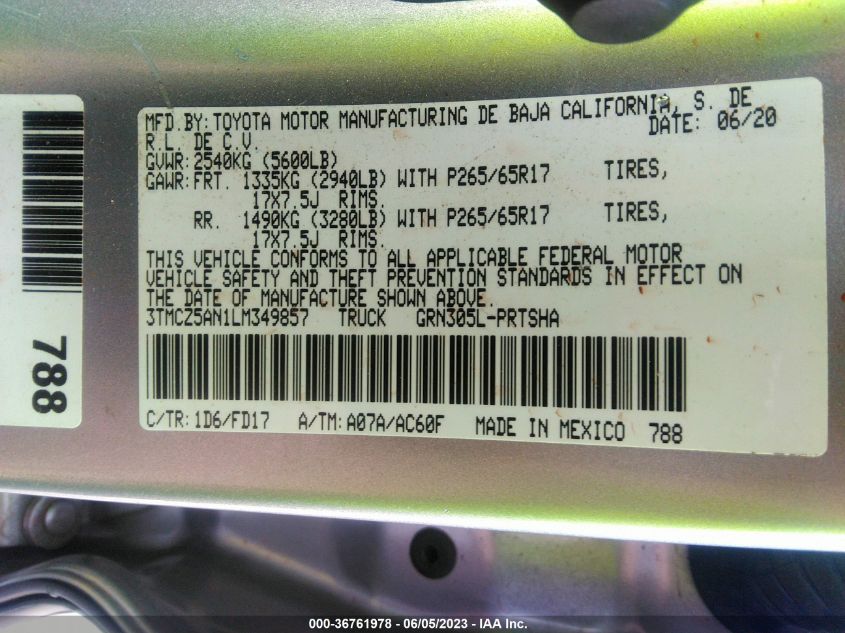 MFD.BY:TOYOTA MOTOR MANUFACTURING DE BAJA CALIFORNIA, S. DE
R.L. DE C.V. DATE: 06/20
GVWR:2540KG (5600LB)
GAWR:FRT. 1335KG (2940LB) WITH P265/65R17 TIRES,
17X7.5J RIMS.
RR. 1490KG (3280LB) WITH P265/65R17 TIRES,
17X7.5J RIMS.
THIS VEHICLE CONFORMS TO ALL APPLICABLE FEDERAL MOTOR
VEHICLE SAFETY AND THEFT PREVENTION STANDARDS IN EFFECT ON
THE DATE OF MANUFACTURE SHOWN ABOVE.
3TMCZ5AN1LM349857 TRUCK GRN305L-PRTSHA
C/TR:1D6/FD17 A/TM:A07A/AC60F MADE IN MEXICO 788
788
000-36761978 - 06/05/2023 - IAA Inc.